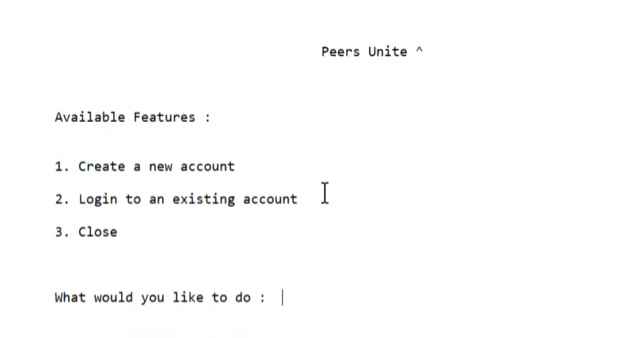 Peers Unite ^
Available Features :
1. Create a new account
2. Login to an existing account
3. Close
What would you like to do :